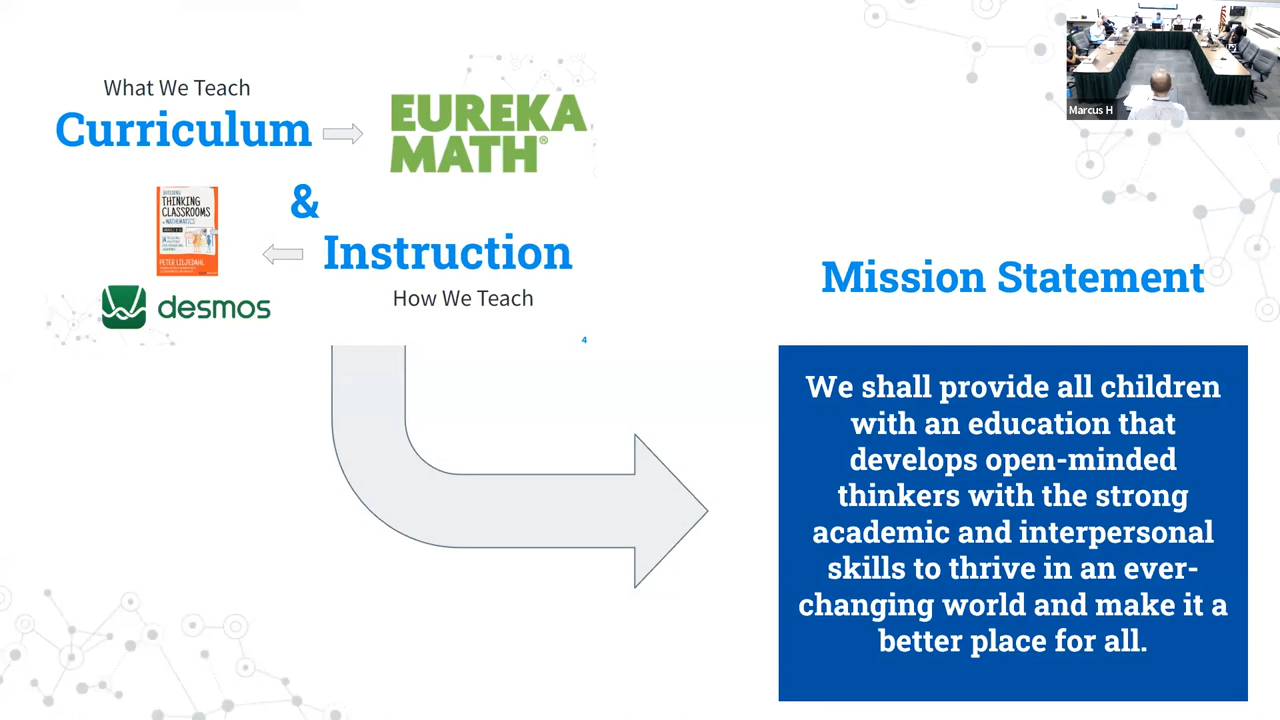 What We Teach
Curriculum
EUREKA
MATH®
&
BUILDING
THINKING
CLASSROOMS
IN MATHEMATICS
PETER LILJEDAHL
desmos
Instruction
How We Teach
4
Marcus H
Mission Statement
We shall provide all children
with an education that
develops open-minded
thinkers with the strong
academic and interpersonal
skills to thrive in an ever-
changing world and make it a
better place for all.